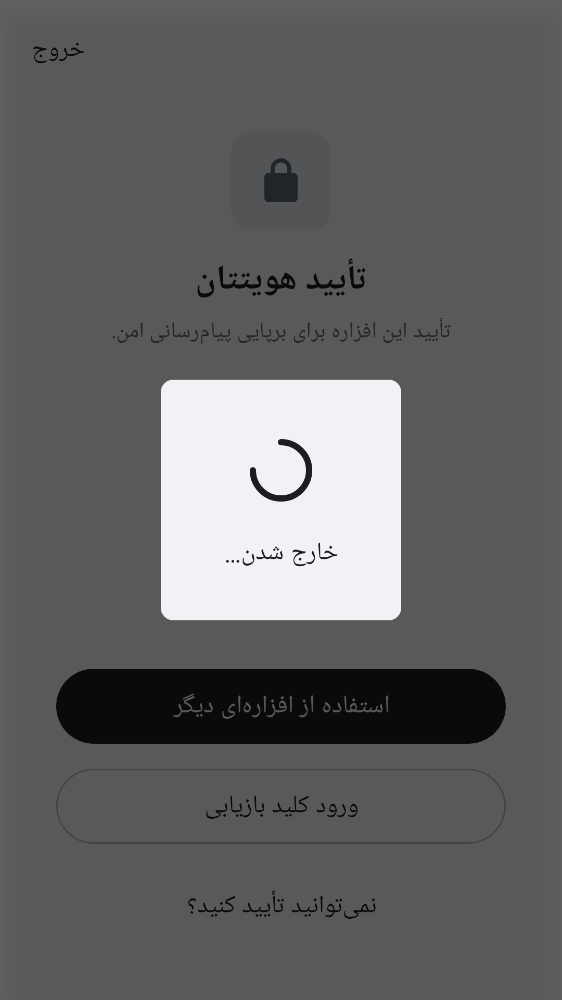 خروج
تأیید هویتتان
تأیید این افزاره برای برپایی پیام‌رسانی امن.
خارج شدن...
استفاده از افزاره‌ای دیگر
ورود کلید بازیابی
نمی‌توانید تأیید کنید؟